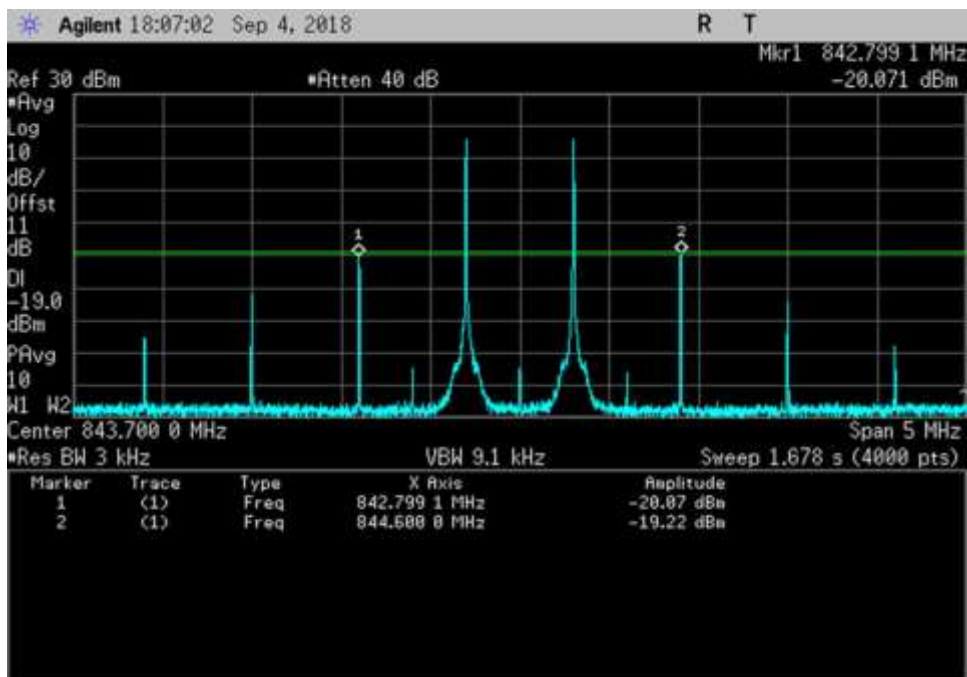 Agilent 18:07:02 Sep 4, 2018 R T
Mkr1 842.799 1 MHz
Ref 30 dBm *Atten 40 dB -20.071 dBm
*Avg
Log
10
dB/
Offst
11
dB
DI
-19.0
dBm
PAvg
10
W1 W2
1
2
Center 843.700 0 MHz Span 5 MHz
*Res BW 3 kHz VBW 9.1 kHz Sweep 1.678 s (4000 pts)
Marker Trace Type X Axis Amplitude
1 (1) Freq 842.799 1 MHz -20.07 dBm
2 (1) Freq 844.600 0 MHz -19.22 dBm